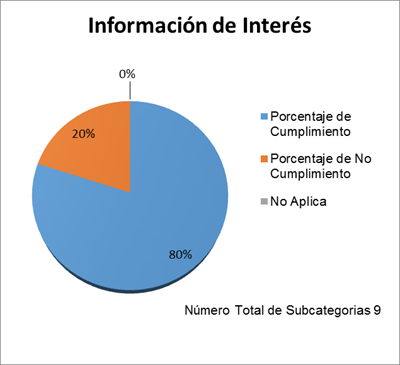 Información de Interés
0%
20%
80%
Porcentaje de
Cumplimiento
Porcentaje de No
Cumplimiento
No Aplica
Número Total de Subcategorias 9